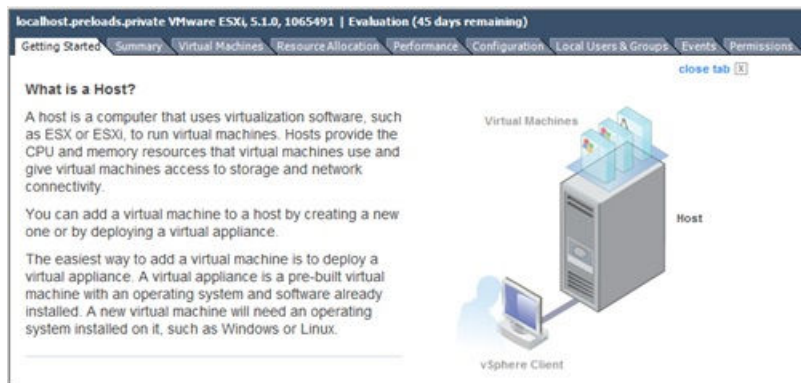 localhost.preloads.private VMware ESXi, 5.1.0, 1065491 | Evaluation (45 days remaining)
Getting Started Summary Virtual Machines Resource Allocation Performance Configuration Local Users & Groups Events Permissions
close tab X
What is a Host?
A host is a computer that uses virtualization software, such
as ESX or ESXi, to run virtual machines. Hosts provide the
CPU and memory resources that virtual machines use and
give virtual machines access to storage and network
connectivity.
You can add a virtual machine to a host by creating a new
one or by deploying a virtual appliance.
The easiest way to add a virtual machine is to deploy a
virtual appliance. A virtual appliance is a pre-built virtual
machine with an operating system and software already
installed. A new virtual machine will need an operating
system installed on it, such as Windows or Linux.
Virtual Machines
Host
vSphere Client